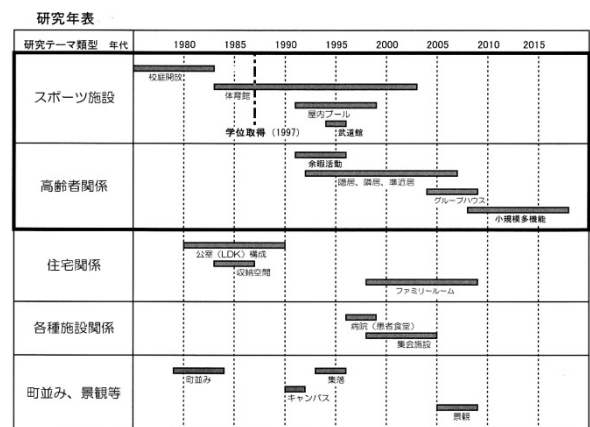 研究年表
研究テーマ類型 年代 1980 1985 1990 1995 2000 2005 2010 2015
スポーツ施設
校庭開放
体育館
屋内プール
学位取得（1997） 武道館
高齢者関係
余暇活動
隠居、隣居、準近居
グループハウス
小規模多機能
住宅関係
公室（LDK）構成
収納空間
ファミリールーム
各種施設関係
病院（患者食堂）
集会施設
町並み、景観等
町並み 集落
キャンパス
景観